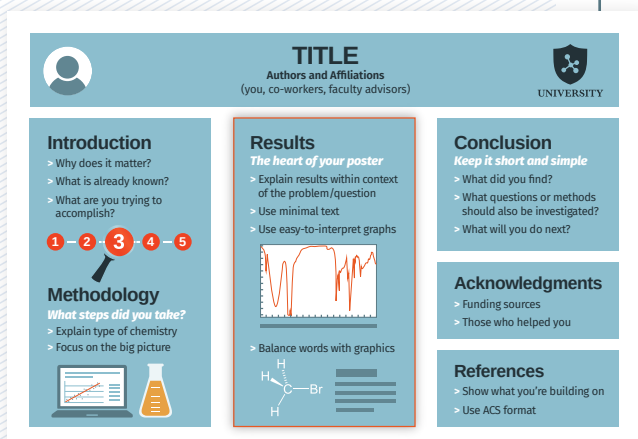 TITLE
Authors and Affiliations
(you, co-workers, faculty advisors)
UNIVERSITY
Introduction
> Why does it matter?
> What is already known?
> What are you trying to
accomplish?
1 2 3 4 5
Methodology
What steps did you take?
> Explain type of chemistry
> Focus on the big picture
Results
The heart of your poster
> Explain results within context
of the problem/question
> Use minimal text
> Use easy-to-interpret graphs
> Balance words with graphics
H
H
C Br
H
Conclusion
Keep it short and simple
> What did you find?
> What questions or methods
should also be investigated?
> What will you do next?
Acknowledgments
> Funding sources
> Those who helped you
References
> Show what you're building on
> Use ACS format